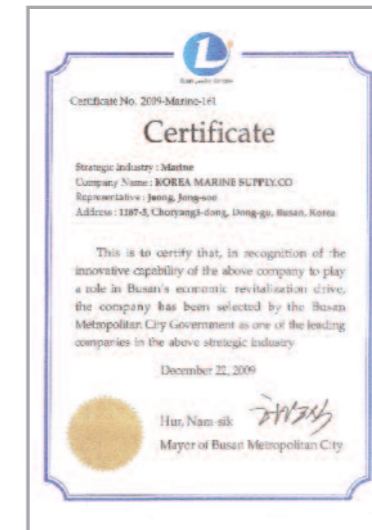 Certificate No. 2009-Marine-161
Certificate
Strategic Industry : Marine
Company Name : KOREA MARINE SUPPLY.CO
Representative : Jeong, Jong-soo
Address : 1187-5, Choryang3-dong, Dong-gu, Busan, Korea
This is to certify that, in recognition of the
innovative capability of the above company to play
a role in Busan's economic revitalization drive,
the company has been selected by the Busan
Metropolitan City Government as one of the leading
companies in the above strategic industry
December 22, 2009
Hur, Nam-sik
Mayor of Busan Metropolitan City